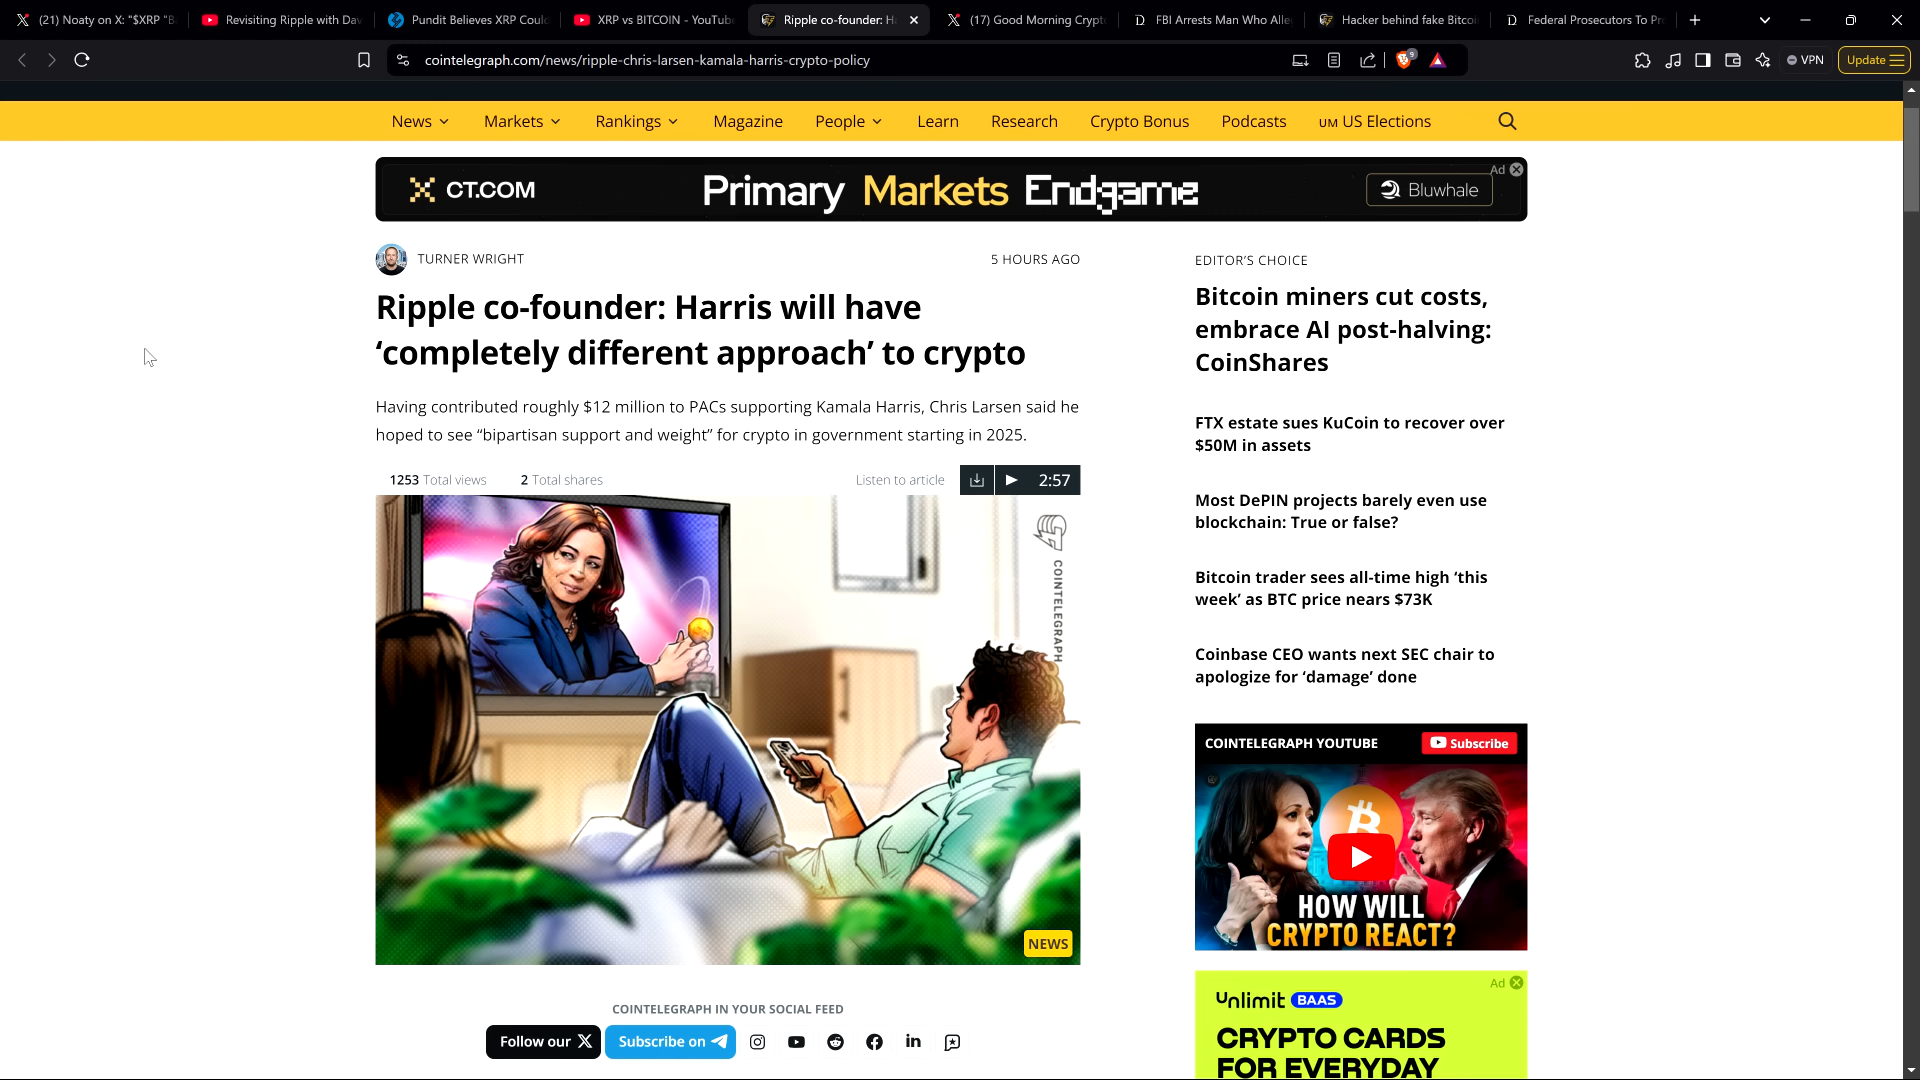 (21) Noaty on X: "$XRP "B
Revisiting Ripple with Dav
Pundit Believes XRP Coul
XRP vs BITCOIN - YouTube
Ripple co-founder: H
(17) Good Morning Crypto
FBI Arrests Man Who Alle
Hacker behind fake Bitcoi
Federal Prosecutors To Pr
cointelegraph.com/news/ripple-chris-larsen-kamala-harris-crypto-policy
9
VPN
Update
News Markets Rankings Magazine People Learn Research Crypto Bonus Podcasts UM US Elections
CT.COM
Primary Markets Endgame
Bluwhale
Ad
TURNER WRIGHT
5 HOURS AGO
Ripple co-founder: Harris will have
‘completely different approach’ to crypto
Having contributed roughly $12 million to PACs supporting Kamala Harris, Chris Larsen said he
hoped to see “bipartisan support and weight” for crypto in government starting in 2025.
1253 Total views 2 Total shares
Listen to article
2:57
COINTELEGRAPH
NEWS
COINTELEGRAPH IN YOUR SOCIAL FEED
Follow our X
Subscribe on
EDITOR’S CHOICE
Bitcoin miners cut costs,
embrace AI post-halving:
CoinShares
FTX estate sues KuCoin to recover over
$50M in assets
Most DePIN projects barely even use
blockchain: True or false?
Bitcoin trader sees all-time high ‘this
week’ as BTC price nears $73K
Coinbase CEO wants next SEC chair to
apologize for ‘damage’ done
COINTELEGRAPH YOUTUBE
Subscribe
HOW WILL
CRYPTO REACT?
Ad
Unlimit BAAS
CRYPTO CARDS
FOR EVERYDAY